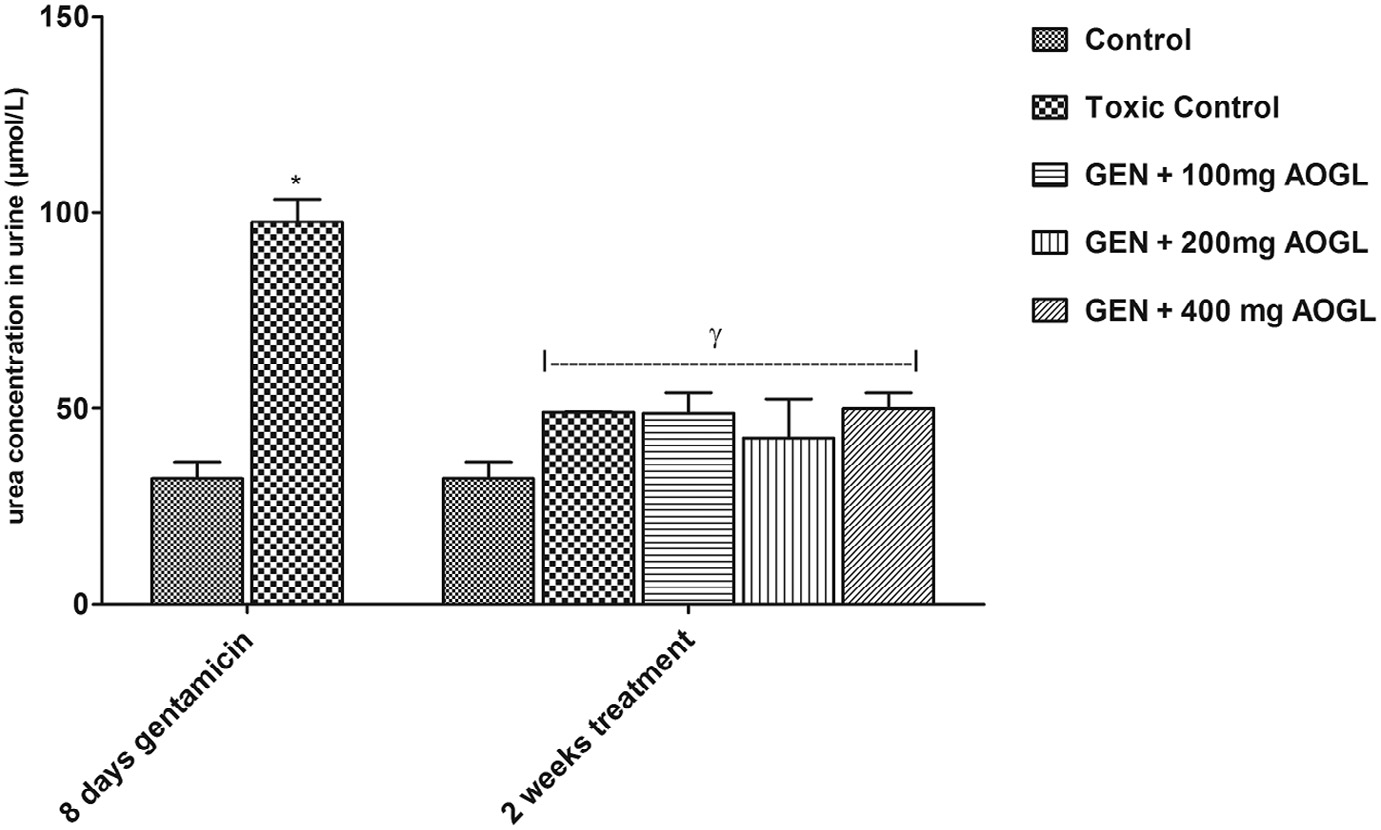 150
100
50
0
urea concentration in urine (µmol/L)
*
γ
8 days gentamicin
2 weeks treatment
Control
Toxic Control
GEN + 100mg AOGL
GEN + 200mg AOGL
GEN + 400 mg AOGL